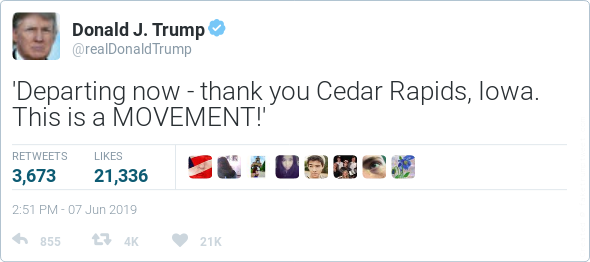 Donald J. Trump
@realDonaldTrump
'Departing now - thank you Cedar Rapids, Iowa.
This is a MOVEMENT!'
RETWEETS LIKES
3,673 21,336
2:51 PM - 07 Jun 2019
855 4K 21K